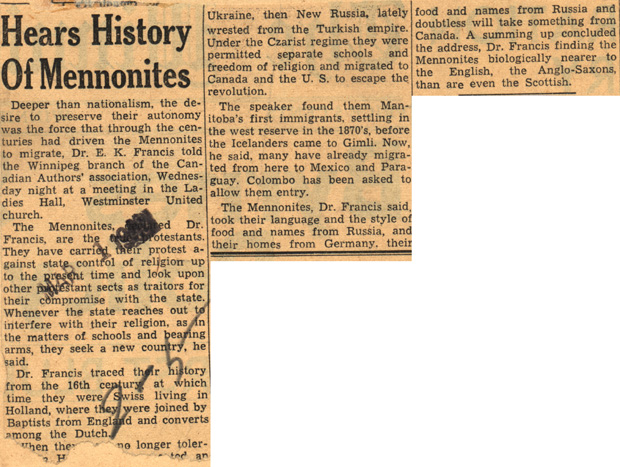 Hears History
Of Mennonites
Deeper than nationalism, the de-
sire to preserve their autonomy
was the force that through the cen-
turies had driven the Mennonites
to migrate, Dr. E. K. Francis told
the Winnipeg branch of the Can-
adian Authors' association, Wednes-
day night at a meeting in the La-
dies Hall, Westminster United
church.
The Mennonites, Dr.
Francis, are the protestants.
They have carried their protest a-
gainst state control of religion up
to the present time and look upon
other protestant sects as traitors for
their compromise with the state.
Whenever the state reaches out to
interfere with their religion, as in
the matters of schools and bearing
arms, they seek a new country, he
said.
Dr. Francis traced their history
from the 16th century, at which
time they were Swiss living in
Holland, where they were joined by
Baptists from England and converts
among the Dutch.
When they no longer toler-
Ukraine, then New Russia, lately
wrested from the Turkish empire.
Under the Czarist regime they were
permitted separate schools and
freedom of religion and migrated to
Canada and the U. S. to escape the
revolution.
The speaker found them Man-
itoba's first immigrants, settling in
the west reserve in the 1870's, before
the Icelanders came to Gimli. Now,
he said, many have already migra-
ted from here to Mexico and Para-
guay. Colombo has been asked to
allow them entry.
The Mennonites, Dr. Francis said,
took their language and the style of
food and names from Russia, and
their homes from Germany, their
food and names from Russia and
doubtless will take something from
Canada. A summing up concluded
the address, Dr. Francis finding the
Mennonites biologically nearer to
the English, the Anglo-Saxons,
than are even the Scottish.
MAR 1
2-5-